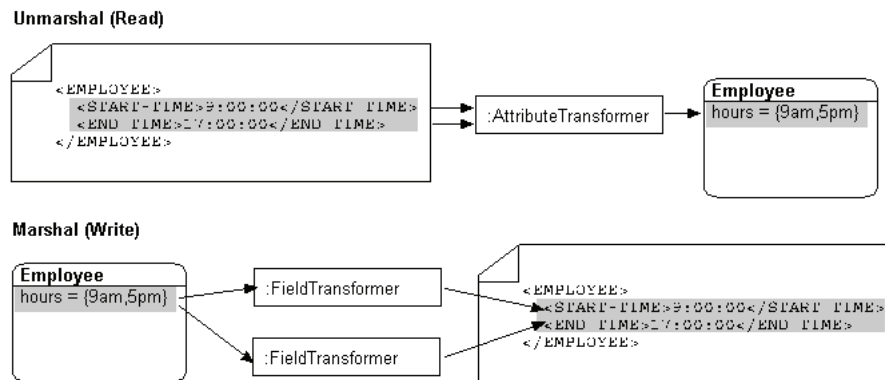 Unmarshal (Read)
<EMPLOYEE>
<START-TIME>9:00:00</START TIME>
<END TIME>17:00:00</END TIME>
</EMPLOYEE>
:AttributeTransformer
Employee
hours = {9am,5pm}
Marshal (Write)
Employee
hours = {9am,5pm}
:FieldTransformer
:FieldTransformer
<EMPLOYEE>
<START-TIME>9:00:00</START TIME>
<END TIME>17:00:00</END TIME>
</EMPLOYEE>